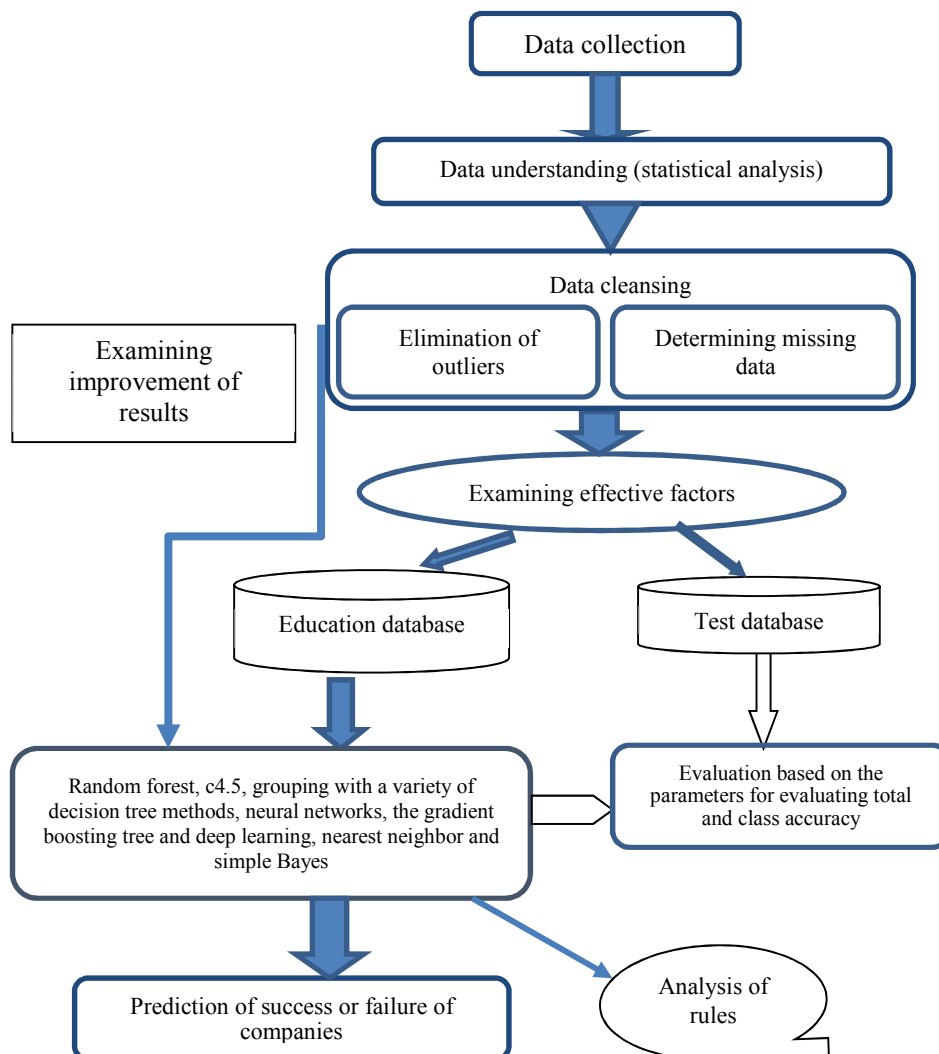 Data collection
Data understanding (statistical analysis)
Data cleansing
Elimination of
outliers
Determining missing
data
Examining
improvement of
results
Examining effective factors
Education database
Test database
Random forest, c4.5, grouping with a variety of
decision tree methods, neural networks, the gradient
boosting tree and deep learning, nearest neighbor and
simple Bayes
Evaluation based on the
parameters for evaluating total
and class accuracy
Prediction of success or failure of
companies
Analysis of
rules